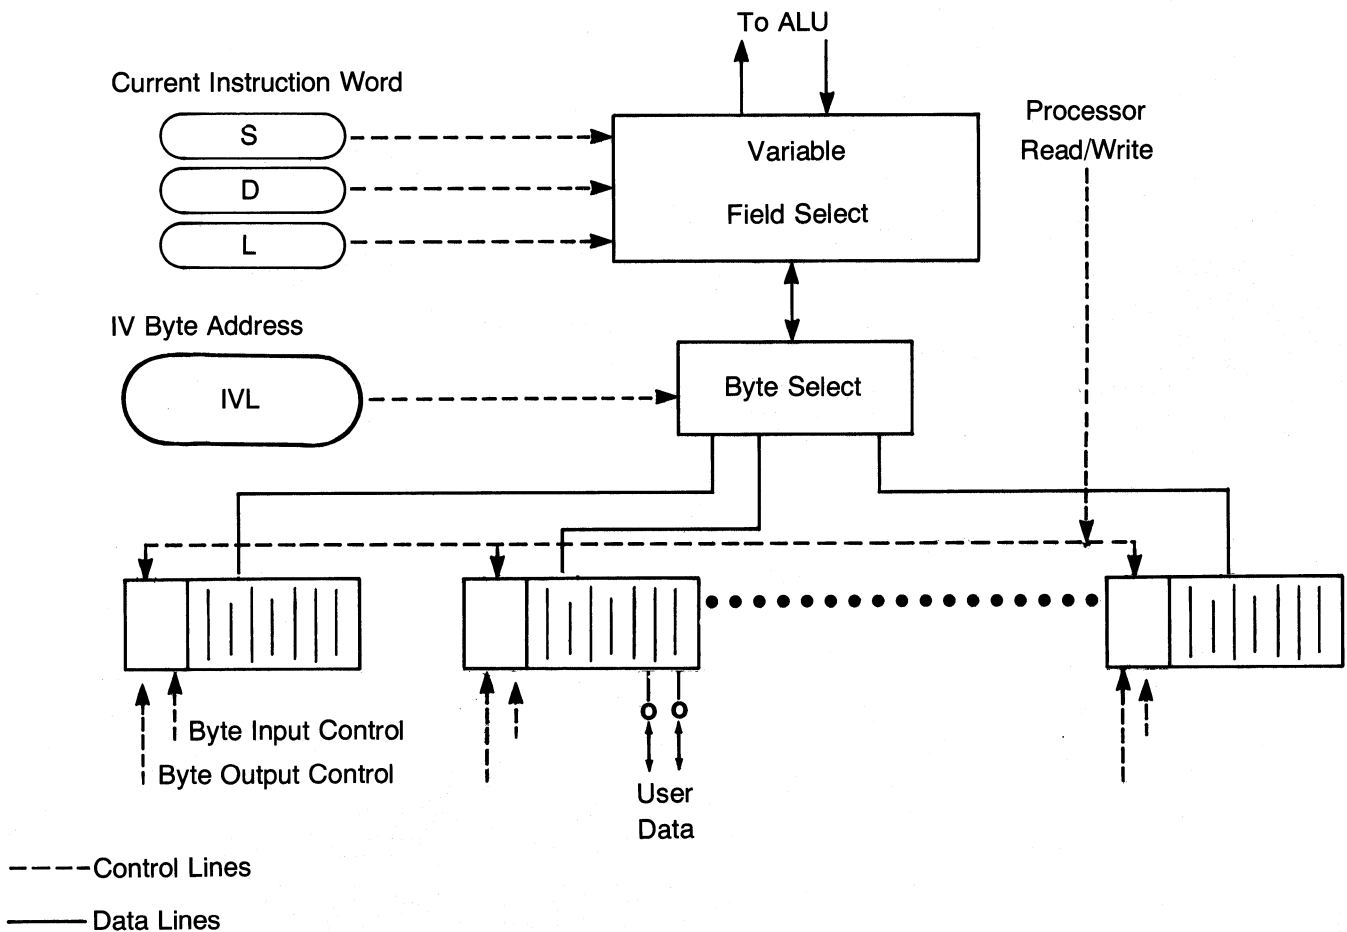 To ALU
Current Instruction Word
S
D
L
Variable
Field Select
Processor
Read/Write
IV Byte Address
IVL
Byte Select
Byte Input Control
Byte Output Control
User
Data
Control Lines
Data Lines